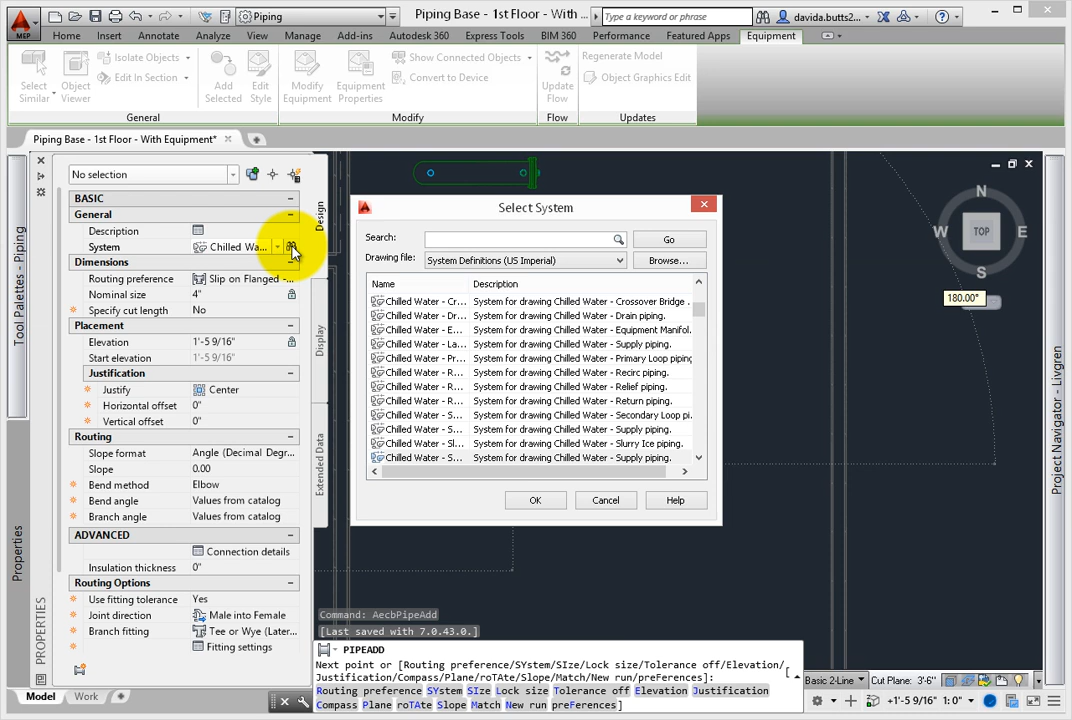 Piping
Piping Base - 1st Floor - With ...
Type a keyword or phrase
davida.butts2...
MEP
Home Insert Annotate Analyze View Manage Add-ins Autodesk 360 Express Tools BIM 360 Performance Featured Apps Equipment
Select Similar
Object Viewer
Isolate Objects
Edit In Section
Add Selected
Edit Style
Modify Equipment
Equipment Properties
Show Connected Objects
Convert to Device
Update Flow
Regenerate Model
Object Graphics Edit
General Modify Flow Updates
Piping Base - 1st Floor - With Equipment*
Tool Palettes - Piping
Properties
PROPERTIES
No selection
BASIC
General
Description
System Chilled Wa...
Dimensions
Routing preference Slip on Flanged -...
Nominal size 4"
Specify cut length No
Placement
Elevation 1'-5 9/16"
Start elevation 1'-5 9/16"
Justification
Justify Center
Horizontal offset 0"
Vertical offset 0"
Routing
Slope format Angle (Decimal Degr...
Slope 0.00
Bend method Elbow
Bend angle Values from catalog
Branch angle Values from catalog
ADVANCED
Connection details
Insulation thickness 0"
Routing Options
Use fitting tolerance Yes
Joint direction Male into Female
Branch fitting Tee or Wye (Later...
Fitting settings
Design
Display
Extended Data
Select System
Search: Go
Drawing file: System Definitions (US Imperial) Browse...
Name Description
Chilled Water - Cr... System for drawing Chilled Water - Crossover Bridge .
Chilled Water - Dr... System for drawing Chilled Water - Drain piping.
Chilled Water - E... System for drawing Chilled Water - Equipment Manifol.
Chilled Water - La... System for drawing Chilled Water - Supply piping.
Chilled Water - Pr... System for drawing Chilled Water - Primary Loop piping
Chilled Water - R... System for drawing Chilled Water - Recirc piping.
Chilled Water - R... System for drawing Chilled Water - Relief piping.
Chilled Water - R... System for drawing Chilled Water - Return piping.
Chilled Water - S... System for drawing Chilled Water - Secondary Loop pi.
Chilled Water - S... System for drawing Chilled Water - Supply piping.
Chilled Water - Sl... System for drawing Chilled Water - Slurry Ice piping.
Chilled Water - S... System for drawing Chilled Water - Supply piping.
OK Cancel Help
N
W TOP E
S
180.00°
Project Navigator - Livgren
Command: AecbPipeAdd
[Last saved with 7.0.43.0.]
PIPEADD
Next point or [Routing preference/SYstem/SIze/Lock size/Tolerance off/Elevation/
Justification/Compass/Plane/roTAte/Slope/Match/New run/preFerences]: [
Routing preference SYstem SIze Lock size Tolerance off Elevation Justification
Compass Plane roTAte Slope Match New run preFerences]
Model Work
Basic 2-Line Cut Plane: 3'-6"
+1'-5 9/16" 1:0"